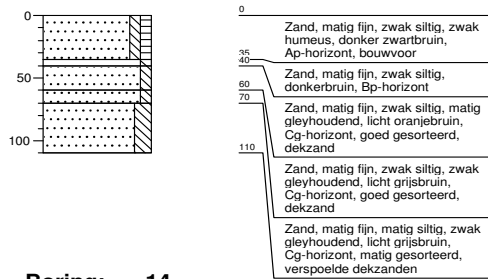 0
50
100
0
Zand, matig fijn, zwak siltig, zwak
humeus, donker zwartbruin,
Ap-horizont, bouwvoor
35
40
Zand, matig fijn, zwak siltig,
donkerbruin, Bp-horizont
60
Zand, matig fijn, zwak siltig, matig
gleyhoudend, licht oranjebruin,
Cg-horizont, goed gesorteerd,
dekzand
70
Zand, matig fijn, zwak siltig, zwak
gleyhoudend, licht grijsbruin,
Cg-horizont, goed gesorteerd,
dekzand
110
Zand, matig fijn, matig siltig, zwak
gleyhoudend, licht grijsbruin,
Cg-horizont, matig gesorteerd,
verspoelde dekzanden
Boring: 14